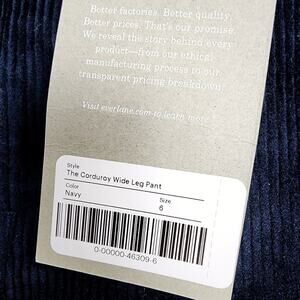 Better factories. Better quality.
Better prices. That's our promise.
We reveal the story behind every
product—from our ethical
manufacturing process to our
transparent pricing breakdown.
Visit everlane.com to learn more.
Style
The Corduroy Wide Leg Pant
Color
Navy
Size
6
0-00000-46309-6